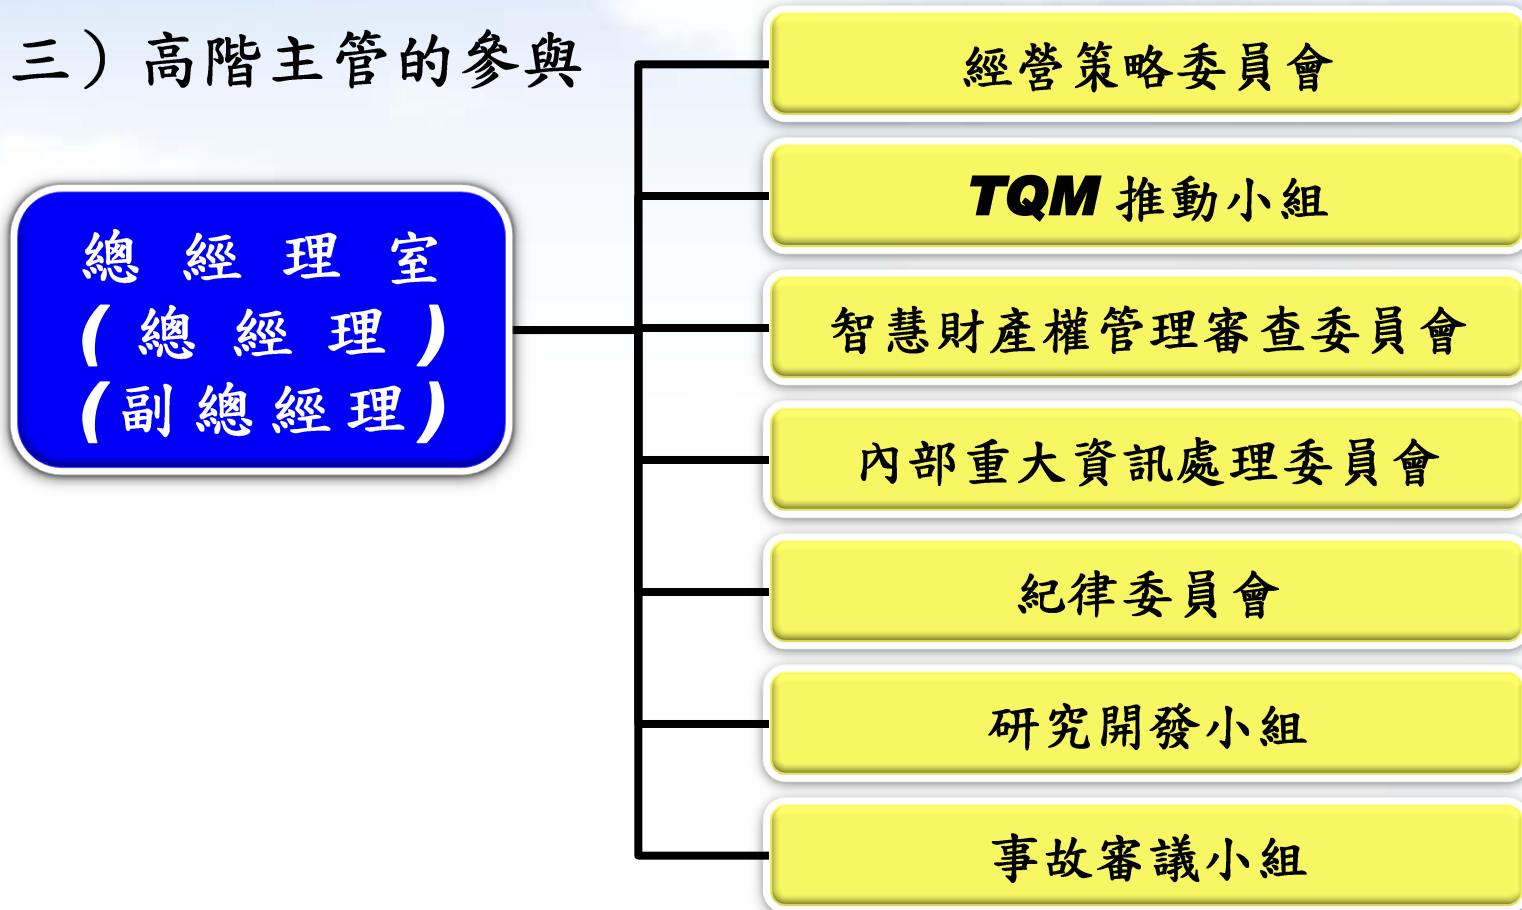 三）高階主管的參與
總經理室
(總經理)
(副總經理)
經營策略委員會
TQM 推動小組
智慧財產權管理審查委員會
內部重大資訊處理委員會
紀律委員會
研究開發小組
事故審議小組